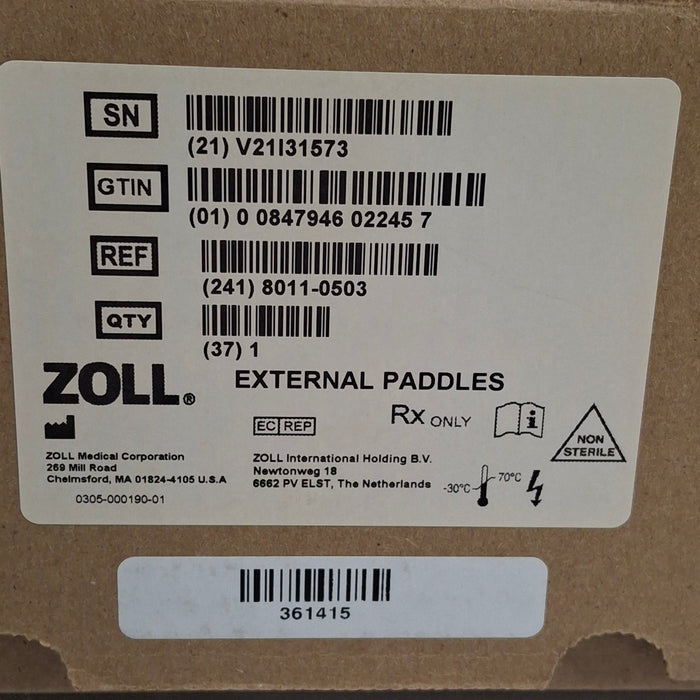 SN
(21) V21I31573
GTIN
(01) 0 0847946 02245 7
REF
(241) 8011-0503
QTY
(37) 1
ZOLL®
EXTERNAL PADDLES
EC REP
Rx ONLY
i
NON
STERILE
ZOLL Medical Corporation
269 Mill Road
Chelmsford, MA 01824-4105 U.S.A
0305-000190-01
ZOLL International Holding B.V.
Newtonweg 18
6662 PV ELST, The Netherlands
-30°C
70°C
361415